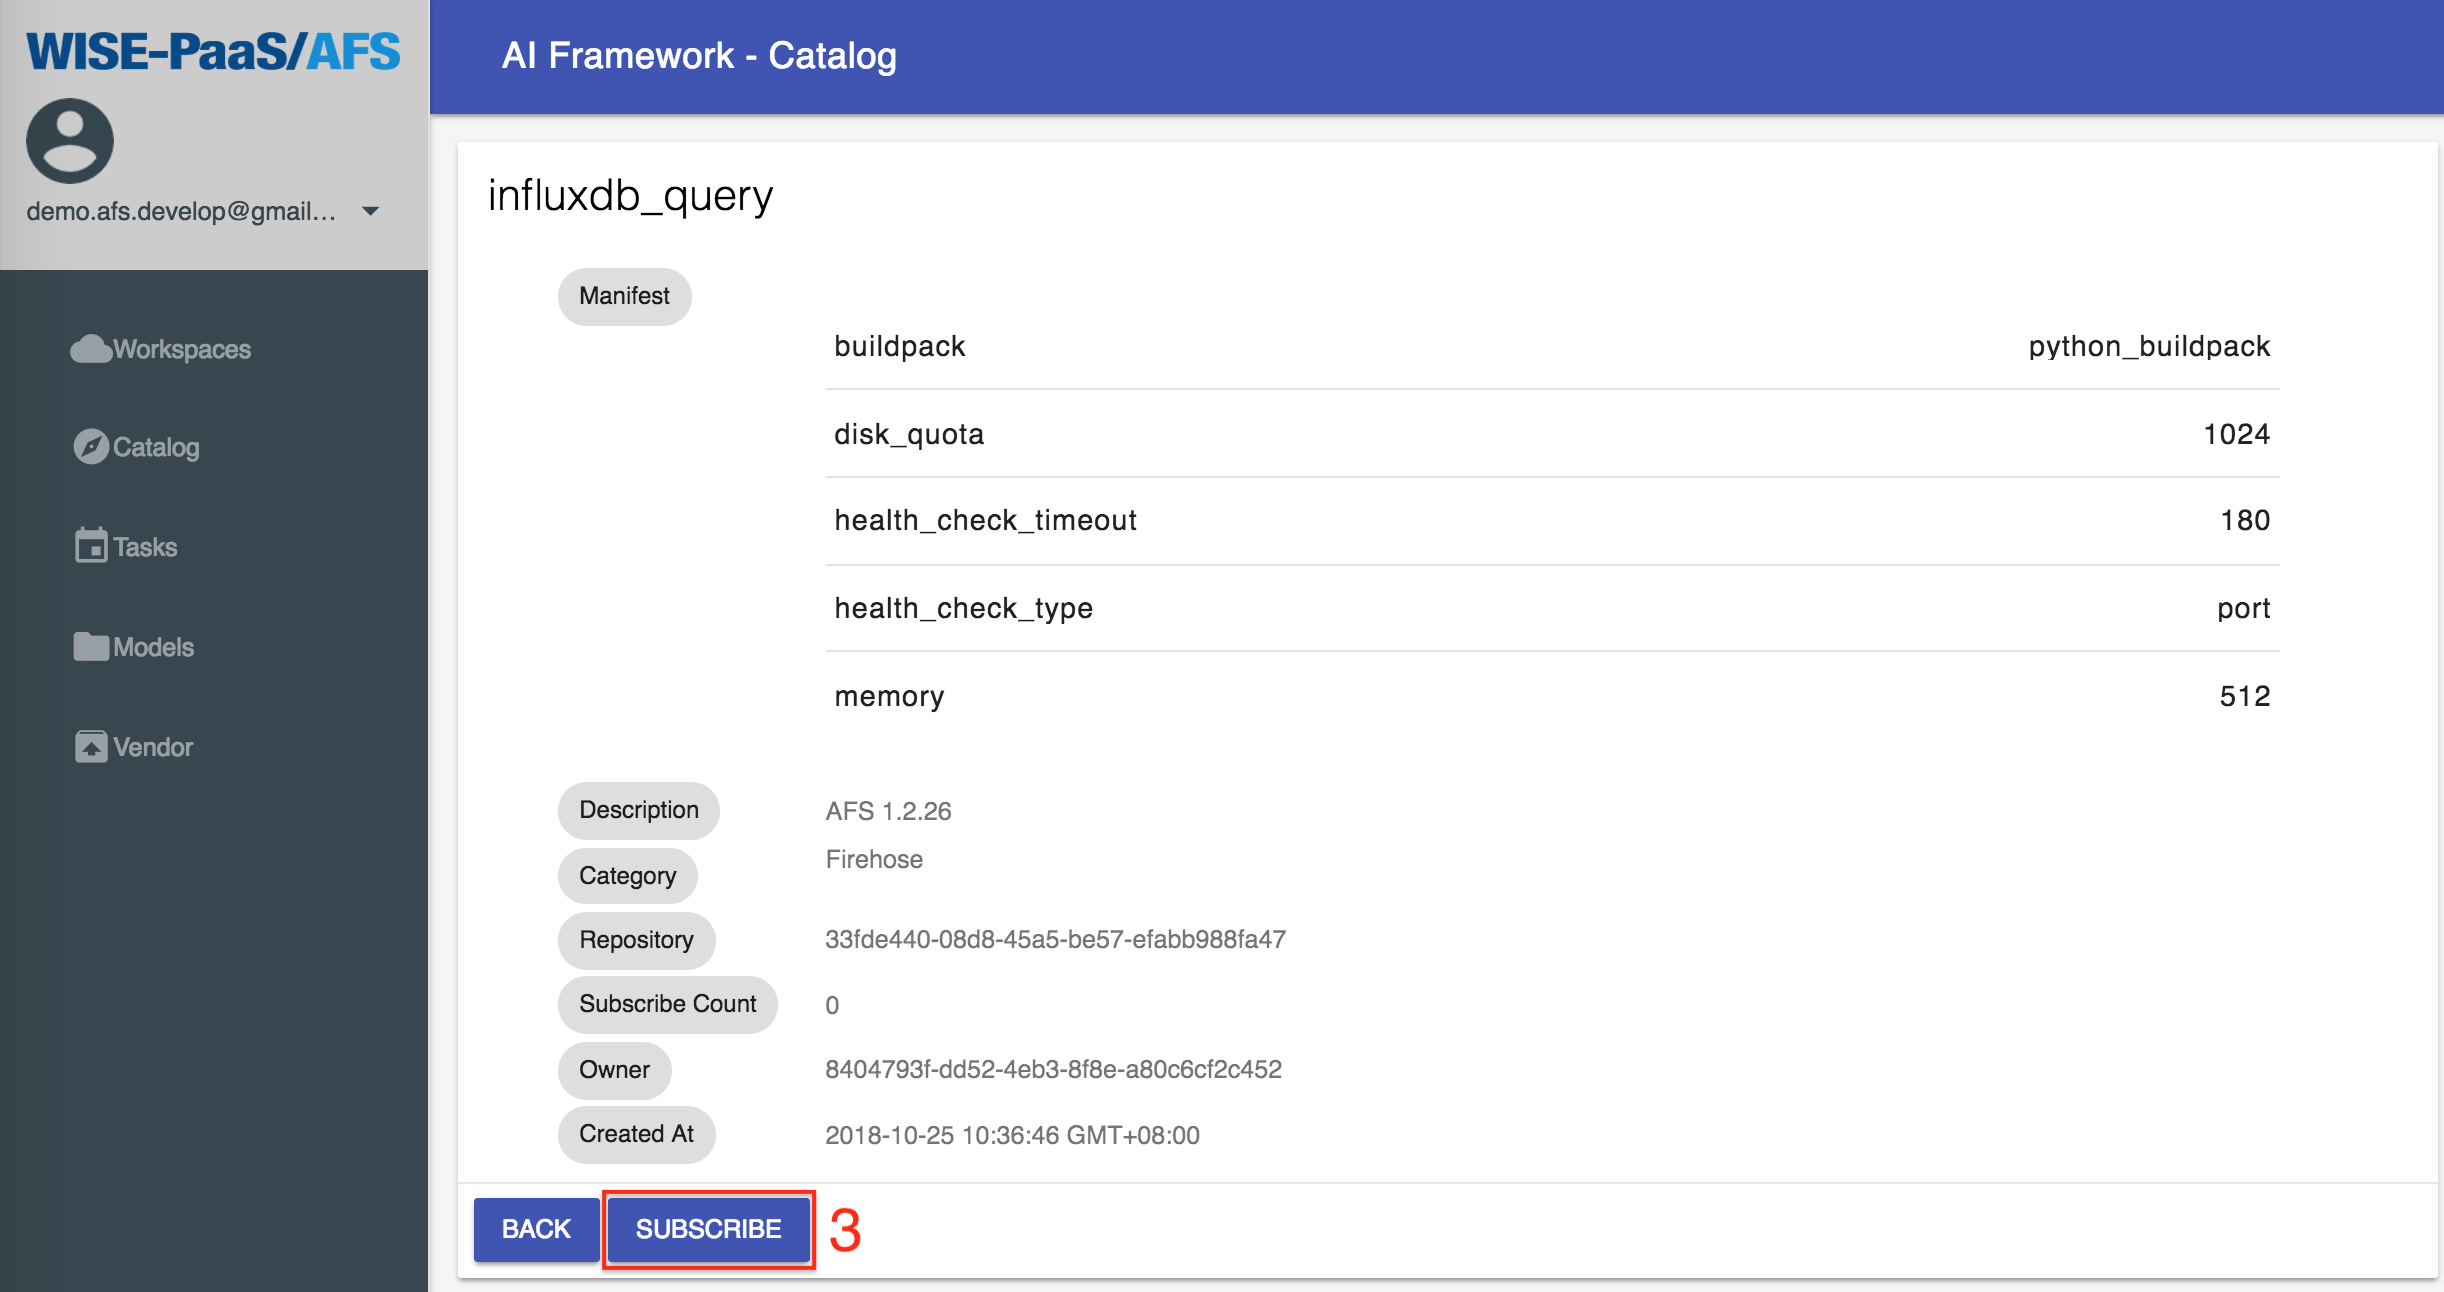 WISE-PaaS/AFS
demo.afs.develop@gmail...
Workspaces
Catalog
Tasks
Models
Vendor
AI Framework - Catalog
influxdb_query
Manifest
buildpack python_buildpack
disk_quota 1024
health_check_timeout 180
health_check_type port
memory 512
Description AFS 1.2.26
Category Firehose
Repository 33fde440-08d8-45a5-be57-efabb988fa47
Subscribe Count 0
Owner 8404793f-dd52-4eb3-8f8e-a80c6cf2c452
Created At 2018-10-25 10:36:46 GMT+08:00
BACK SUBSCRIBE 3